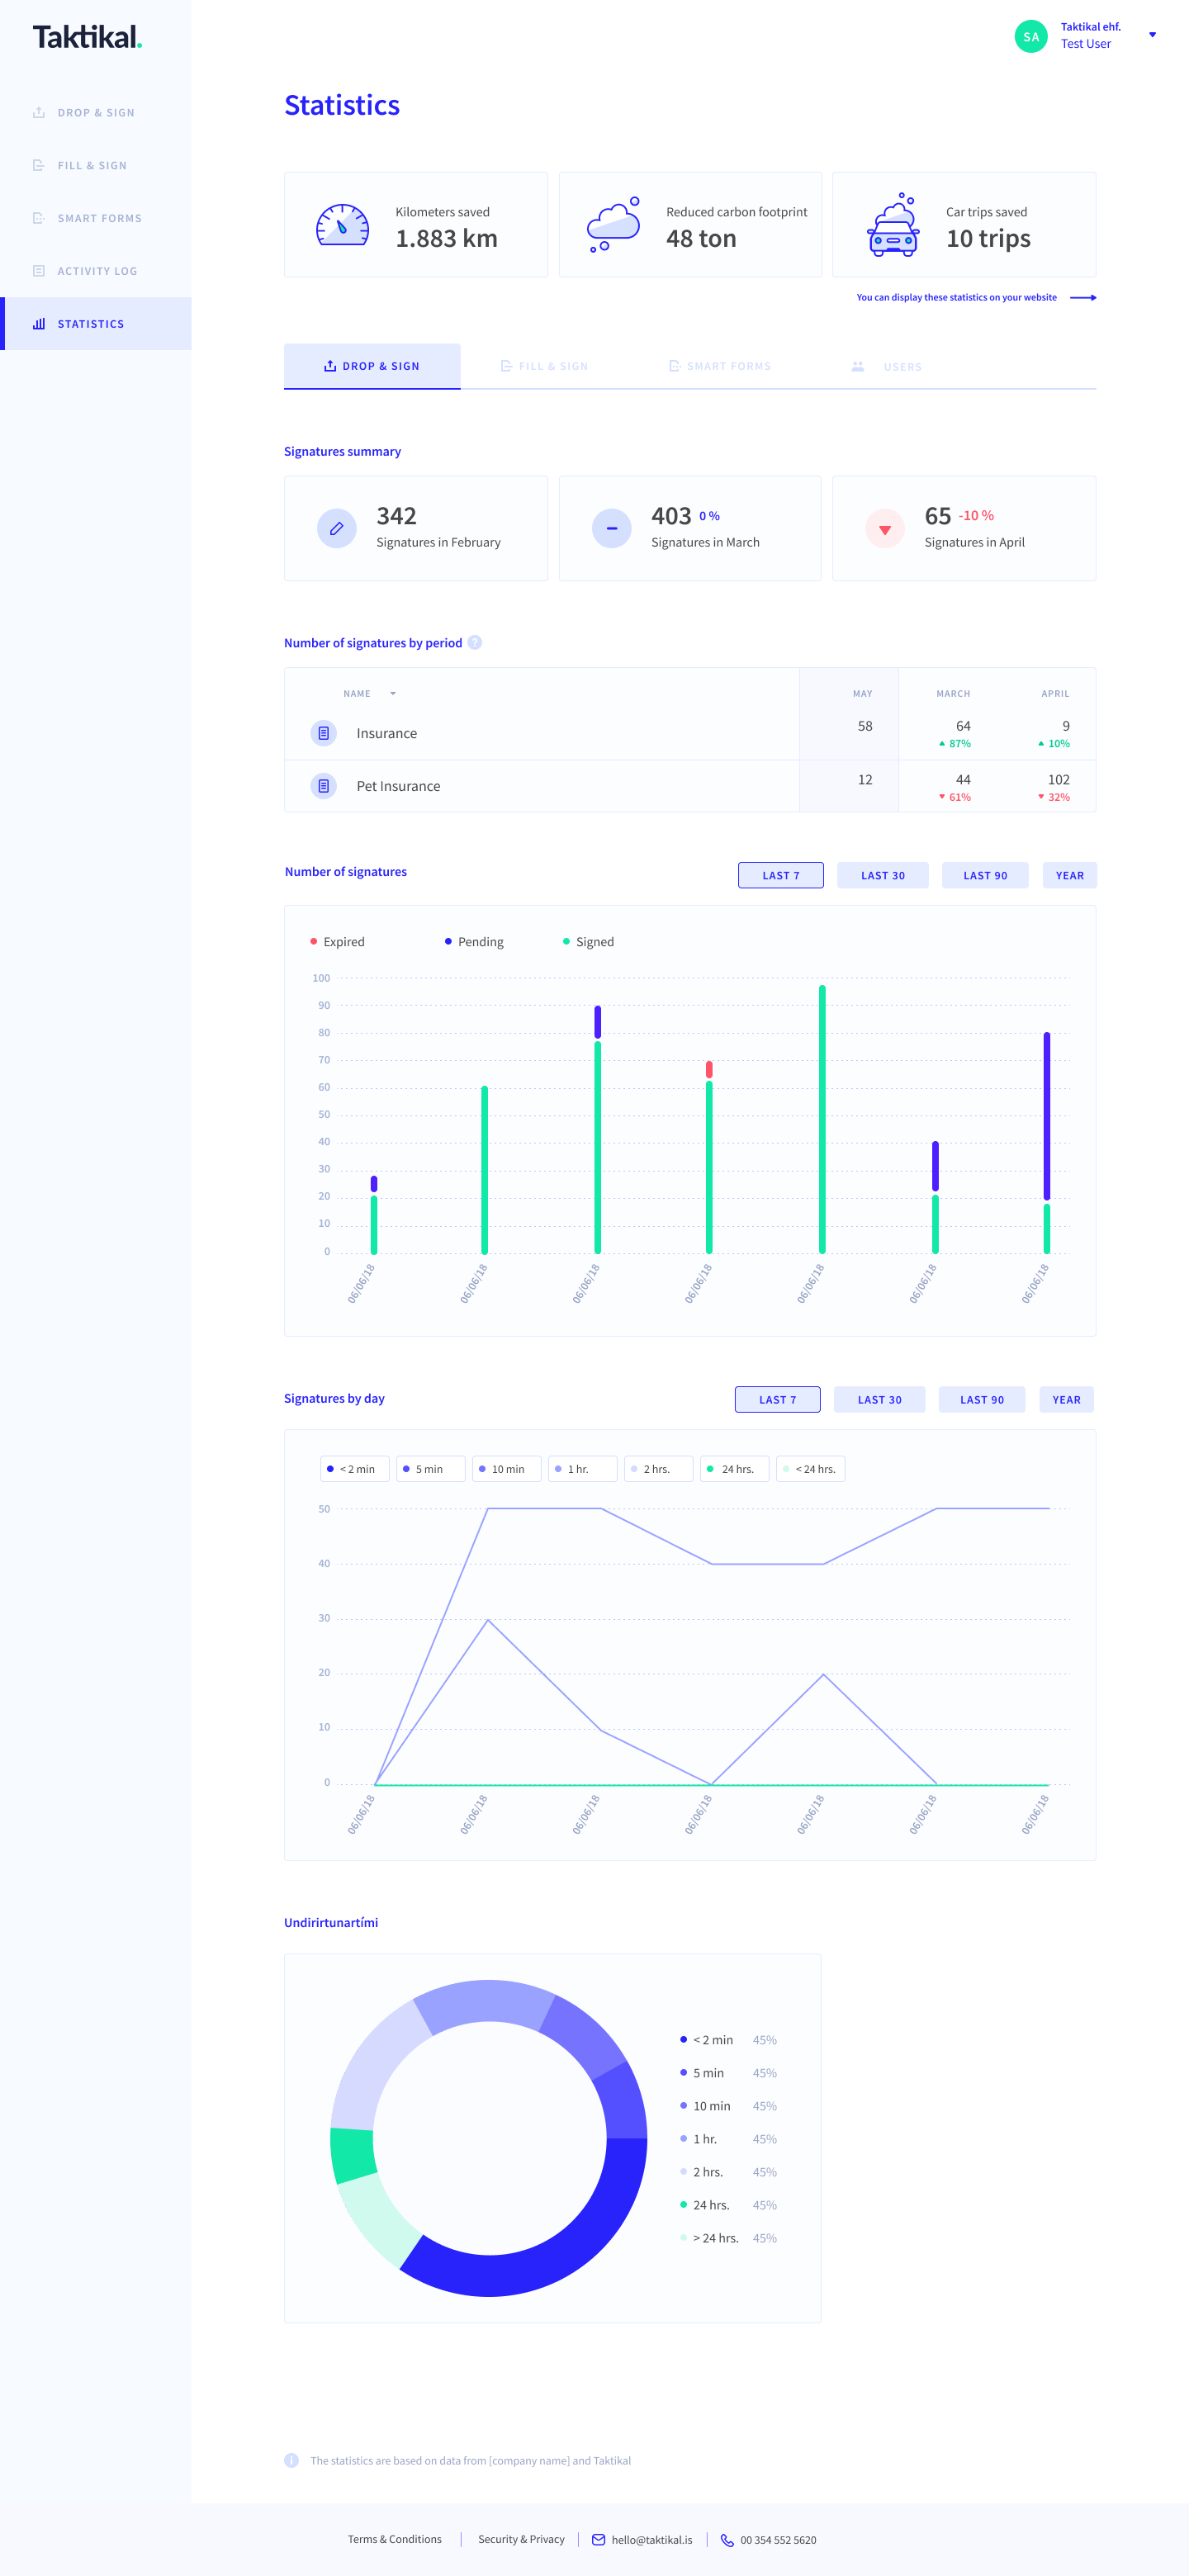 Taktikal.
SA
Taktikal ehf.
Test User
DROP & SIGN
FILL & SIGN
SMART FORMS
ACTIVITY LOG
STATISTICS
Statistics
Kilometers saved
1.883 km
Reduced carbon footprint
48 ton
Car trips saved
10 trips
You can display these statistics on your website
DROP & SIGN
FILL & SIGN
SMART FORMS
USERS
Signatures summary
342
Signatures in February
403 0 %
Signatures in March
65 -10 %
Signatures in April
Number of signatures by period ?
NAME MAY MARCH APRIL
Insurance 58 64 9
87% 10%
Pet Insurance 12 44 102
61% 32%
Number of signatures
LAST 7 LAST 30 LAST 90 YEAR
Expired Pending Signed
100
90
80
70
60
50
40
30
20
10
0
06/06/18 06/06/18 06/06/18 06/06/18 06/06/18 06/06/18 06/06/18
Signatures by day
LAST 7 LAST 30 LAST 90 YEAR
< 2 min 5 min 10 min 1 hr. 2 hrs. 24 hrs. < 24 hrs.
50
40
30
20
10
0
06/06/18 06/06/18 06/06/18 06/06/18 06/06/18 06/06/18 06/06/18
Undirirtunartími
< 2 min 45%
5 min 45%
10 min 45%
1 hr. 45%
2 hrs. 45%
24 hrs. 45%
> 24 hrs. 45%
i The statistics are based on data from [company name] and Taktikal
Terms & Conditions Security & Privacy hello@taktikal.is 00 354 552 5620